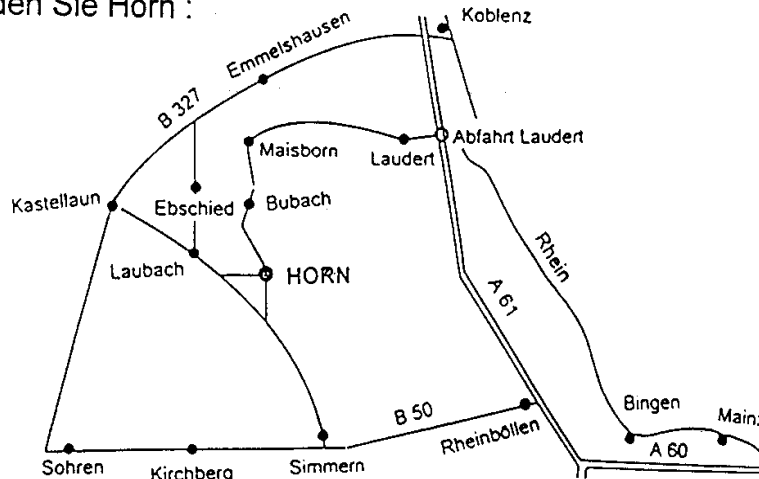 den Sie Horn :
Koblenz
Emmelshausen
B 327
Maisborn
Laudert
Abfahrt Laudert
Kastellaun
Ebschied
Bubach
Laubach
HORN
Rhein
A 61
B 50
Rheinböllen
Bingen
Mainz
A 60
Sohren
Kirchberg
Simmern